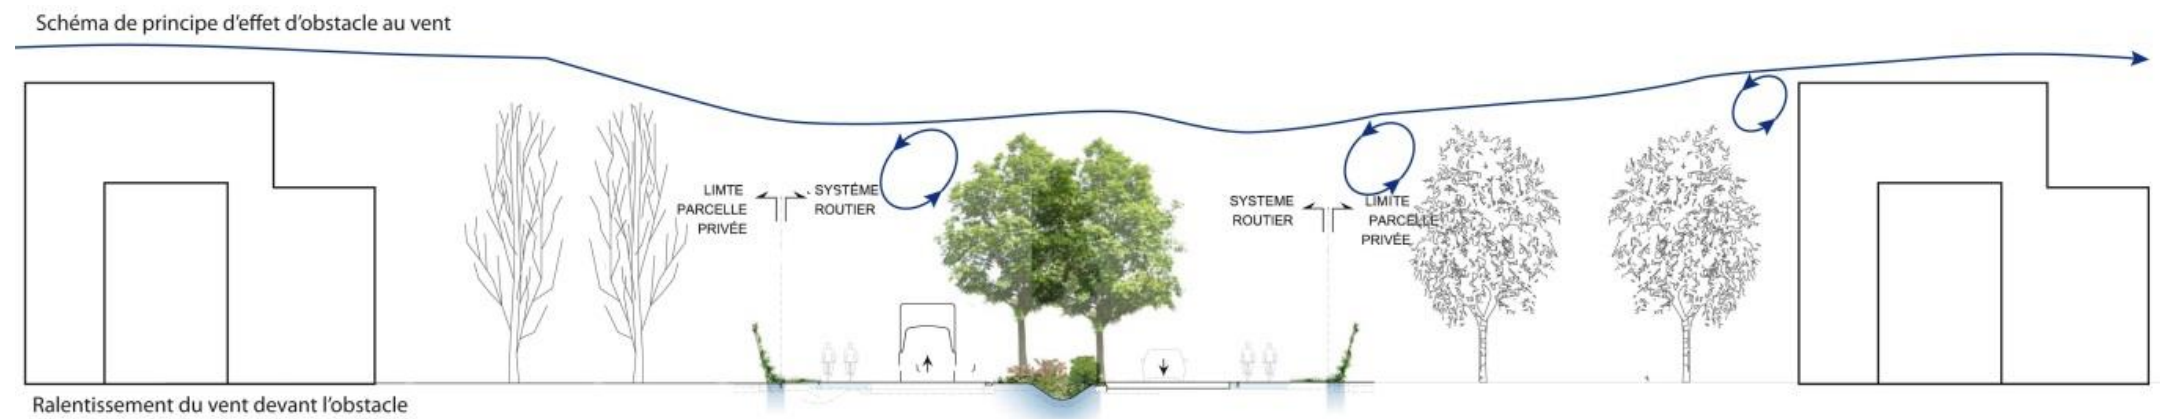 Schéma de principe d'effet d'obstacle au vent
LIMTE
PARCELLE
PRIVÉE
SYSTÉME
ROUTIER
SYSTEME
ROUTIER
LIMITE
PARCELLE
PRIVÉE
Ralentissement du vent devant l'obstacle